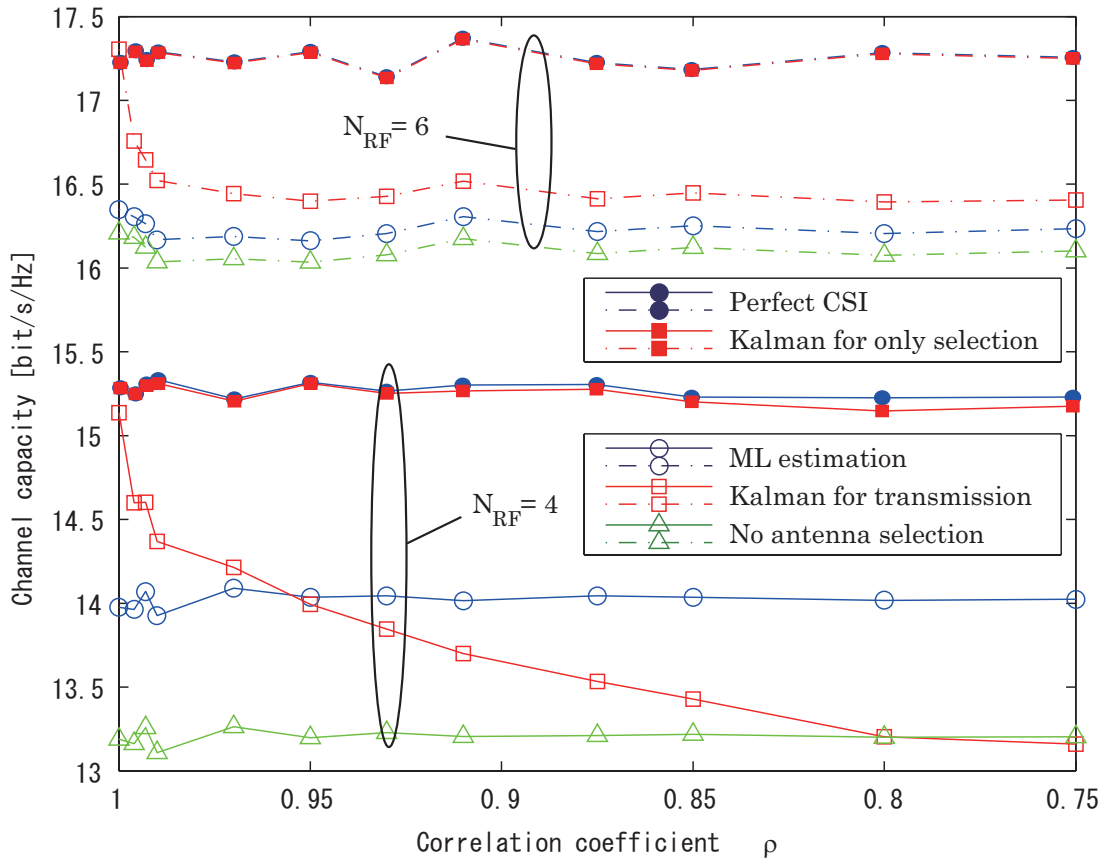 17.5
17
16.5
16
15.5
15
14.5
14
13.5
13
Channel capacity [bit/s/Hz]
N_RF= 6
Perfect CSI
Kalman for only selection
ML estimation
Kalman for transmission
No antenna selection
N_RF= 4
1
0.95
0.9
0.85
0.8
0.75
Correlation coefficient ρ